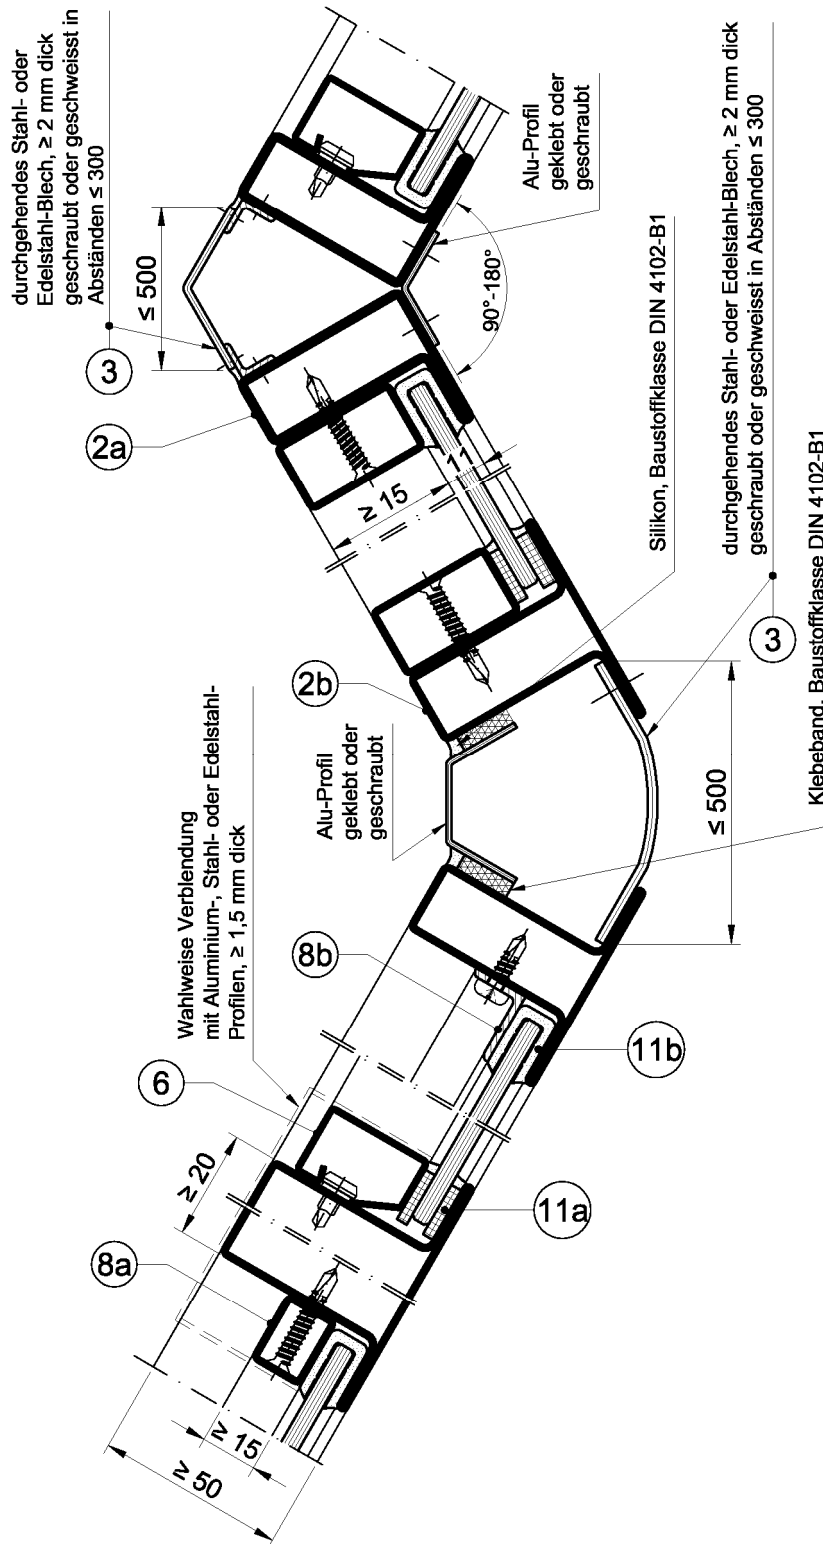 durchgehendes Stahl- oder
Edelstahl-Blech, ≥ 2 mm dick
geschraubt oder geschweisst in
Abständen ≤ 300
≤ 500
3
2a
Alu-Profil
geklebt oder
geschraubt
90°-180°
11
≥ 15
Silikon, Baustoffklasse DIN 4102-B1
durchgehendes Stahl- oder Edelstahl-Blech, ≥ 2 mm dick
geschraubt oder geschweisst in Abständen ≤ 300
3
Klebeband, Baustoffklasse DIN 4102-B1
2b
Alu-Profil
geklebt oder
geschraubt
≤ 500
Wahlweise Verblendung
mit Aluminium-, Stahl- oder Edelstahl-
Profilen, ≥ 1,5 mm dick
6
8b
11b
≥ 20
8a
11a
≥ 15
≥ 50